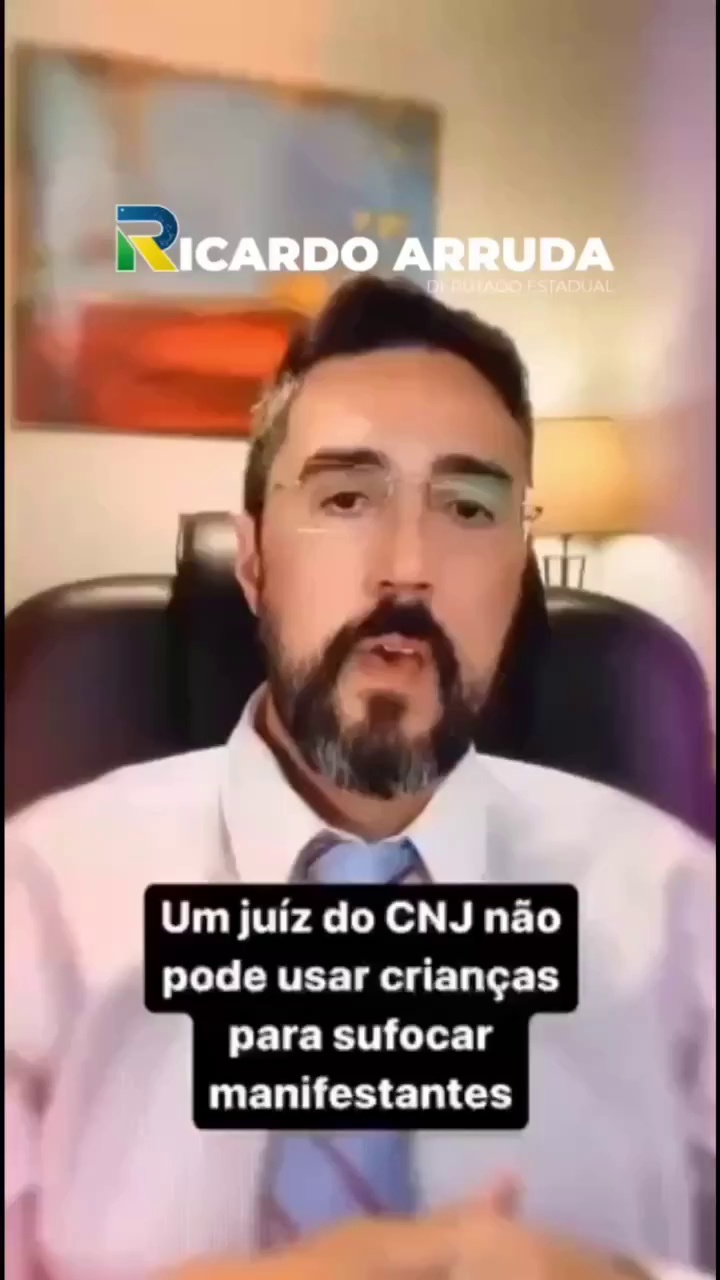 RICARDO ARRUDA
DEPUTADO ESTADUAL
Um juíz do CNJ não
pode usar crianças
para sufocar
manifestantes